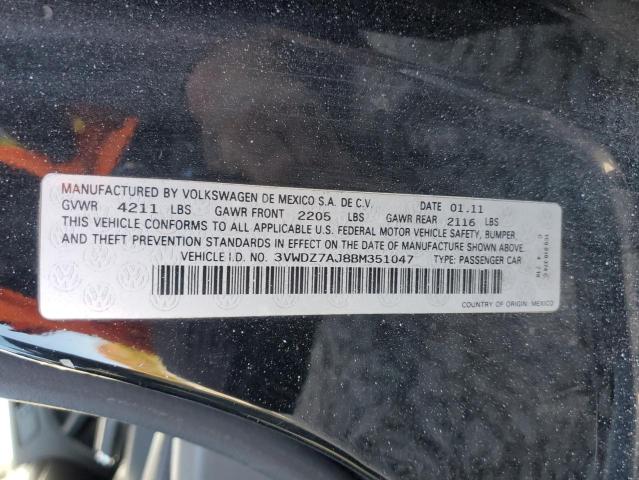 MANUFACTURED BY VOLKSWAGEN DE MEXICO S.A. DE C.V. DATE 01.11
GVWR 4211 LBS GAWR FRONT 2205 LBS GAWR REAR 2116 LBS
THIS VEHICLE CONFORMS TO ALL APPLICABLE U.S. FEDERAL MOTOR VEHICLE SAFETY, BUMPER,
AND THEFT PREVENTION STANDARDS IN EFFECT ON THE DATE OF MANUFACTURE SHOWN ABOVE.
VEHICLE I.D. NO. 3VWDZ7AJ8BM351047 TYPE: PASSENGER CAR
COUNTRY OF ORIGIN: MEXICO